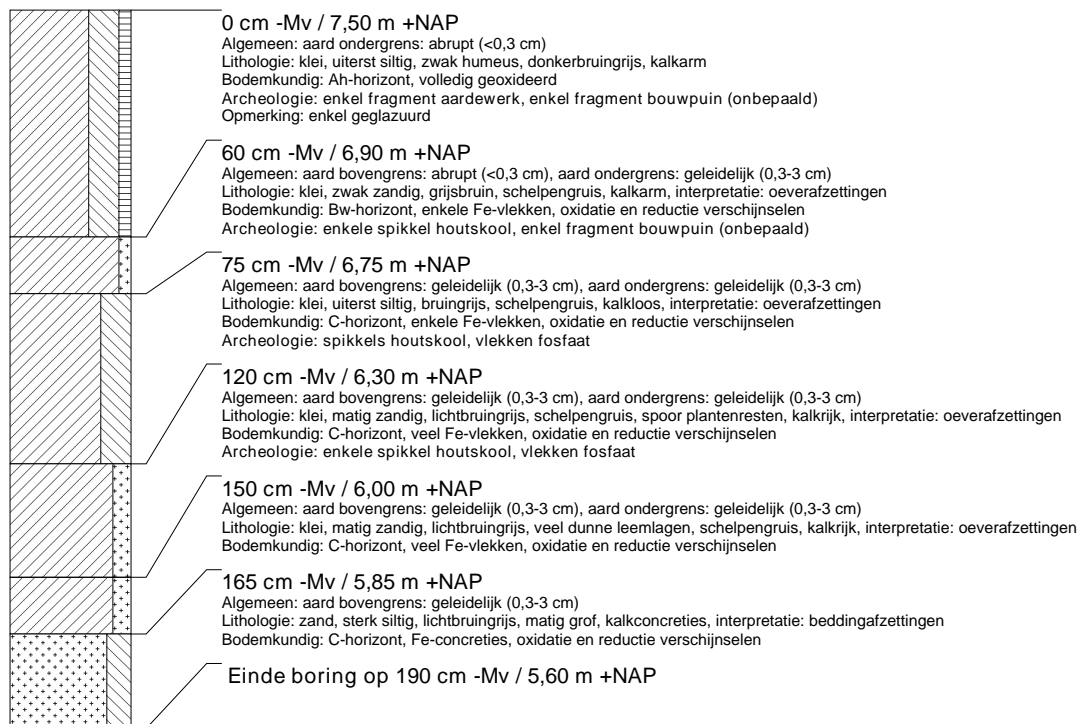 0 cm -Mv / 7,50 m +NAP
Algemeen: aard ondergrens: abrupt (<0,3 cm)
Lithologie: klei, uiterst siltig, zwak humeus, donkerbruingrijs, kalkarm
Bodemkundig: Ah-horizont, volledig geoxideerd
Archeologie: enkel fragment aardewerk, enkel fragment bouwpuin (onbepaald)
Opmerking: enkel geglazuurd
60 cm -Mv / 6,90 m +NAP
Algemeen: aard bovengrens: abrupt (<0,3 cm), aard ondergrens: geleidelijk (0,3-3 cm)
Lithologie: klei, zwak zandig, grijsbruin, schelpengruis, kalkarm, interpretatie: oeverafzettingen
Bodemkundig: Bw-horizont, enkele Fe-vlekken, oxidatie en reductie verschijnselen
Archeologie: enkele spikkel houtskool, enkel fragment bouwpuin (onbepaald)
75 cm -Mv / 6,75 m +NAP
Algemeen: aard bovengrens: geleidelijk (0,3-3 cm), aard ondergrens: geleidelijk (0,3-3 cm)
Lithologie: klei, uiterst siltig, bruingrijs, schelpengruis, kalkloos, interpretatie: oeverafzettingen
Bodemkundig: C-horizont, enkele Fe-vlekken, oxidatie en reductie verschijnselen
Archeologie: spikkels houtskool, vlekken fosfaat
120 cm -Mv / 6,30 m +NAP
Algemeen: aard bovengrens: geleidelijk (0,3-3 cm), aard ondergrens: geleidelijk (0,3-3 cm)
Lithologie: klei, matig zandig, lichtbruingrijs, schelpengruis, spoor plantenresten, kalkrijk, interpretatie: oeverafzettingen
Bodemkundig: C-horizont, veel Fe-vlekken, oxidatie en reductie verschijnselen
Archeologie: enkele spikkel houtskool, vlekken fosfaat
150 cm -Mv / 6,00 m +NAP
Algemeen: aard bovengrens: geleidelijk (0,3-3 cm), aard ondergrens: geleidelijk (0,3-3 cm)
Lithologie: klei, matig zandig, lichtbruingrijs, veel dunne leemlagen, schelpengruis, kalkrijk, interpretatie: oeverafzettingen
Bodemkundig: C-horizont, veel Fe-vlekken, oxidatie en reductie verschijnselen
165 cm -Mv / 5,85 m +NAP
Algemeen: aard bovengrens: geleidelijk (0,3-3 cm)
Lithologie: zand, sterk siltig, lichtbruingrijs, matig grof, kalkconcreties, interpretatie: beddingafzettingen
Bodemkundig: C-horizont, Fe-concreties, oxidatie en reductie verschijnselen
Einde boring op 190 cm -Mv / 5,60 m +NAP